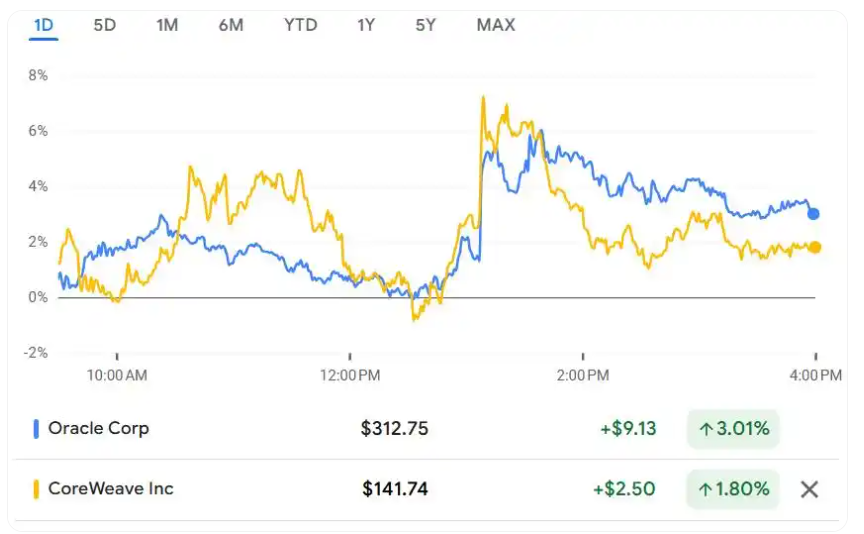 1D 5D 1M 6M YTD 1Y 5Y MAX
8%
6%
4%
2%
0%
-2%
10:00 AM 12:00 PM 2:00 PM 4:00 PM
Oracle Corp $312.75 +$9.13 ↑3.01%
CoreWeave Inc $141.74 +$2.50 ↑1.80%